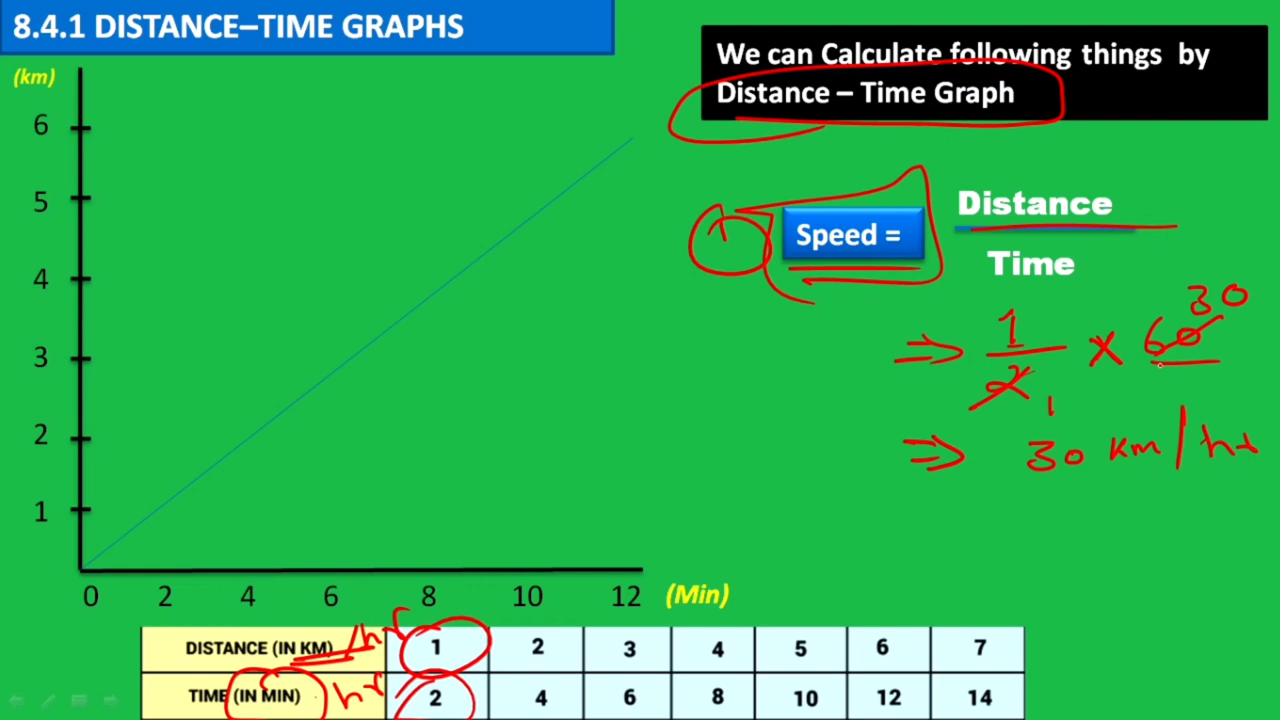 8.4.1 DISTANCE–TIME GRAPHS
We can Calculate following things by
Distance – Time Graph
(km)
6
5
4
3
2
1
0 2 4 6 8 10 12 (Min)
1
Speed =
Distance
Time
⇒ 1/2 × 60 30
1
⇒ 30 km/hr
DISTANCE (IN KM) /hr 1 2 3 4 5 6 7
TIME (IN MIN) hr 2 4 6 8 10 12 14